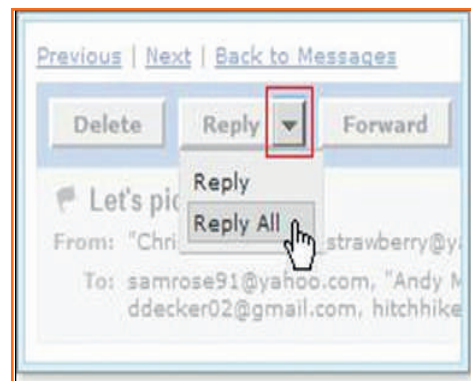 Previous | Next | Back to Messages
Delete Reply Forward
Reply
Let's pic
Reply All
From: "Chri strawberry@ya
To: samrose91@yahoo.com, "Andy M
ddecker02@gmail.com, hitchhike